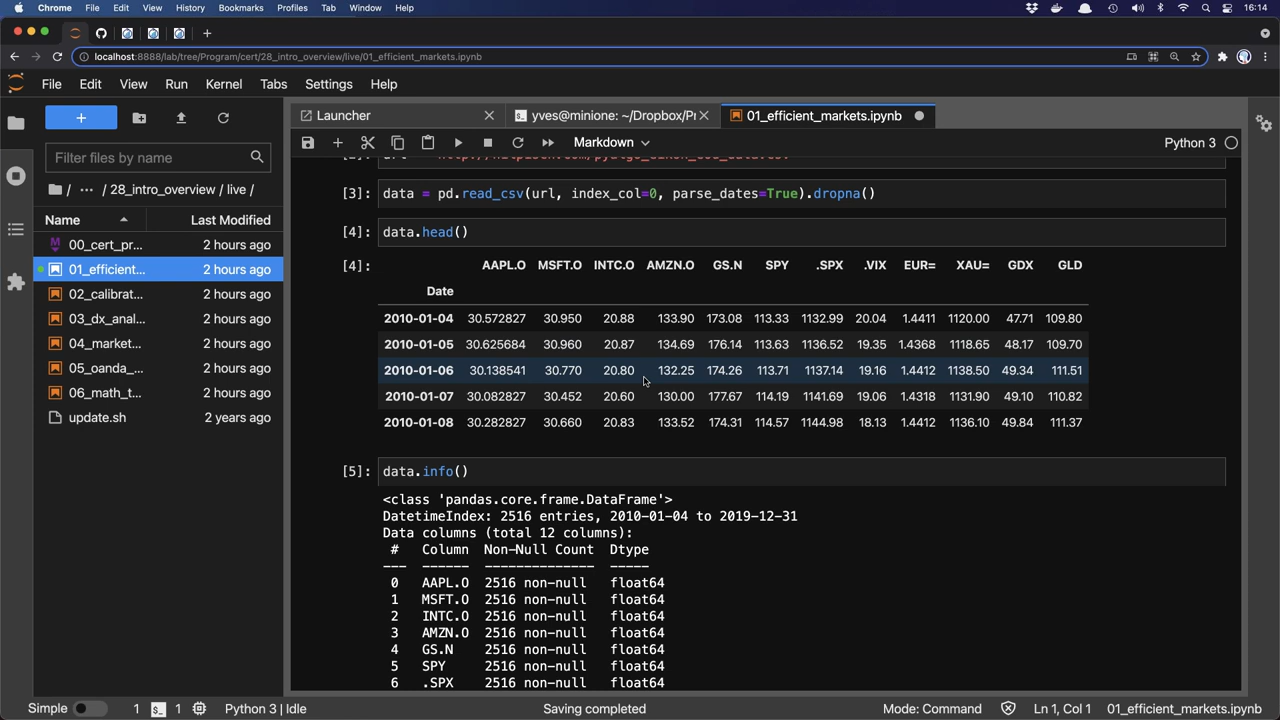 Chrome File Edit View History Bookmarks Profiles Tab Window Help 16:14
localhost:8888/lab/tree/Program/cert/28_intro_overview/live/01_efficient_markets.ipynb
File Edit View Run Kernel Tabs Settings Help
Launcher yves@minione: ~/Dropbox/Pr 01_efficient_markets.ipynb
Markdown Python 3
Filter files by name
/ ... / 28_intro_overview / live /
Name Last Modified
00_cert_pr... 2 hours ago
01_efficient... 2 hours ago
02_calibrat... 2 hours ago
03_dx_anal... 2 hours ago
04_market... 2 hours ago
05_oanda_... 2 hours ago
06_math_t... 2 hours ago
update.sh 2 years ago
[3]: data = pd.read_csv(url, index_col=0, parse_dates=True).dropna()
[4]: data.head()
[4]: AAPL.O MSFT.O INTC.O AMZN.O GS.N SPY .SPX .VIX EUR= XAU= GDX GLD
Date
2010-01-04 30.572827 30.950 20.88 133.90 173.08 113.33 1132.99 20.04 1.4411 1120.00 47.71 109.80
2010-01-05 30.625684 30.960 20.87 134.69 176.14 113.63 1136.52 19.35 1.4368 1118.65 48.17 109.70
2010-01-06 30.138541 30.770 20.80 132.25 174.26 113.71 1137.14 19.16 1.4412 1138.50 49.34 111.51
2010-01-07 30.082827 30.452 20.60 130.00 177.67 114.19 1141.69 19.06 1.4318 1131.90 49.10 110.82
2010-01-08 30.282827 30.660 20.83 133.52 174.31 114.57 1144.98 18.13 1.4412 1136.10 49.84 111.37
[5]: data.info()
<class 'pandas.core.frame.DataFrame'>
DatetimeIndex: 2516 entries, 2010-01-04 to 2019-12-31
Data columns (total 12 columns):
# Column Non-Null Count Dtype
--- ------ -------------- -----
0 AAPL.O 2516 non-null float64
1 MSFT.O 2516 non-null float64
2 INTC.O 2516 non-null float64
3 AMZN.O 2516 non-null float64
4 GS.N 2516 non-null float64
5 SPY 2516 non-null float64
6 .SPX 2516 non-null float64
Simple 1 1 Python 3 | Idle Saving completed Mode: Command Ln 1, Col 1 01_efficient_markets.ipynb